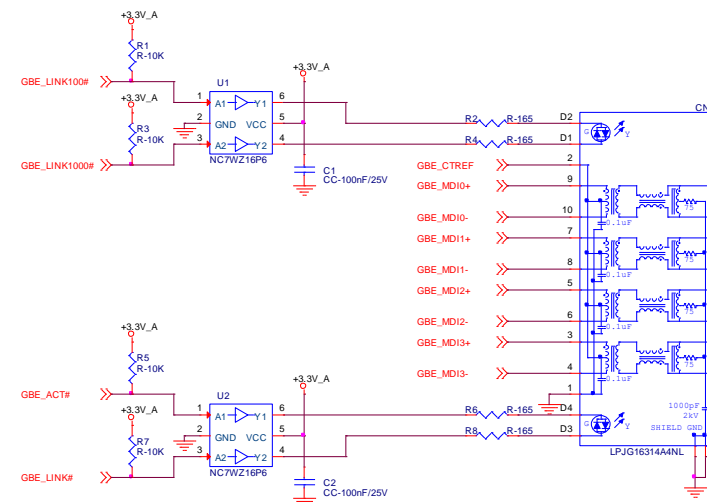 +3.3V_A
R1
R-10K
GBE_LINK100#
+3.3V_A
R3
R-10K
GBE_LINK1000#
U1
1
A1
Y1
6
2
GND
VCC
5
3
A2
Y2
4
NC7WZ16P6
+3.3V_A
C1
CC-100nF/25V
R2
R-165
D2
R4
R-165
D1
CN
G
Y
GBE_CTREF
2
GBE_MDI0+
9
GBE_MDI0-
10
GBE_MDI1+
7
GBE_MDI1-
8
GBE_MDI2+
5
GBE_MDI2-
6
GBE_MDI3+
3
GBE_MDI3-
4
1
75
0.1uF
75
0.1uF
75
0.1uF
75
0.1uF
1000pF
2kV
SHIELD GND
+3.3V_A
R5
R-10K
GBE_ACT#
+3.3V_A
R7
R-10K
GBE_LINK#
U2
1
A1
Y1
6
2
GND
VCC
5
3
A2
Y2
4
NC7WZ16P6
+3.3V_A
C2
CC-100nF/25V
R6
R-165
D4
R8
R-165
D3
G
Y
LPJG16314A4NL